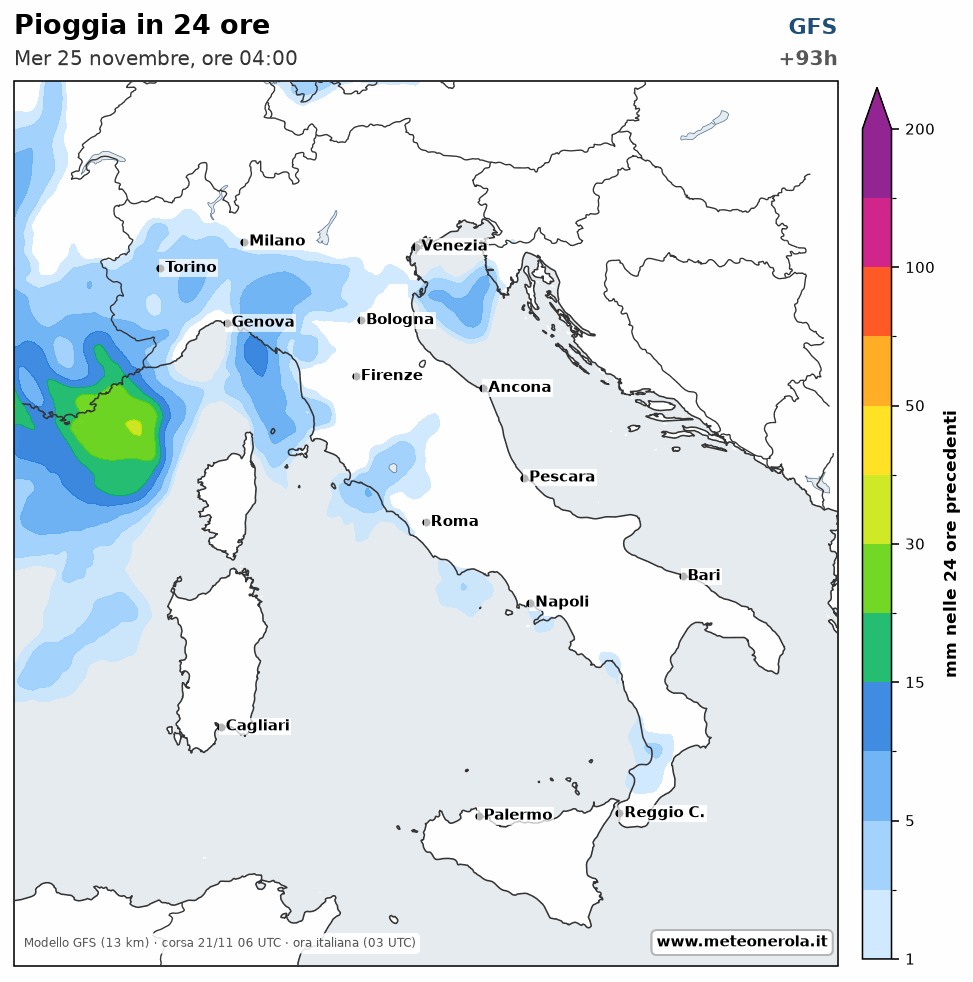 Pioggia in 24 ore
GFS
Mer 25 novembre, ore 04:00
+93h
Milano
Venezia
Torino
Genova
Bologna
Firenze
Ancona
Pescara
Roma
Bari
Napoli
Cagliari
Palermo
Reggio C.
200
100
50
30
15
5
1
mm nelle 24 ore precedenti
Modello GFS (13 km) · corsa 21/11 06 UTC · ora italiana (03 UTC)
www.meteonerola.it